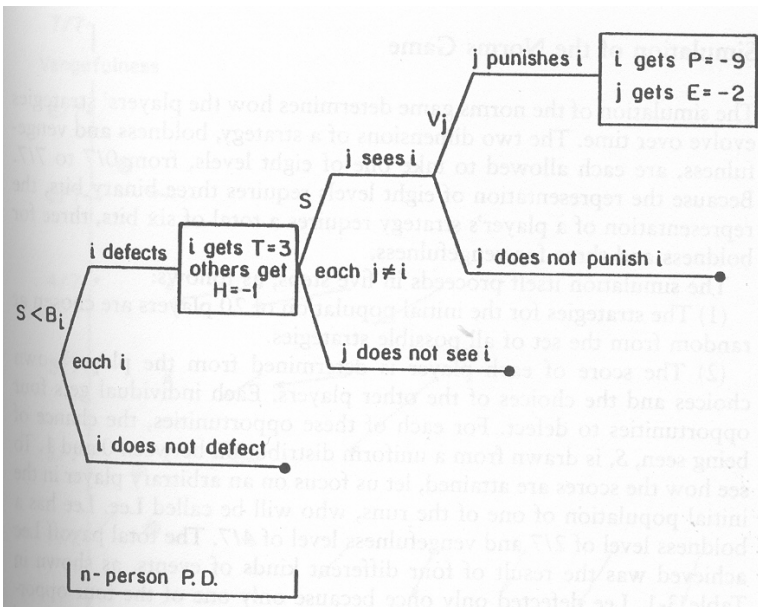 j punishes i
i gets P=-9
j gets E=-2
Vj
j sees i
S
i defects
i gets T=3
others get
H=-
each j≠i
j does not punish i
S<Bi
each i
j does not see i
i does not defect
n-person P.D.